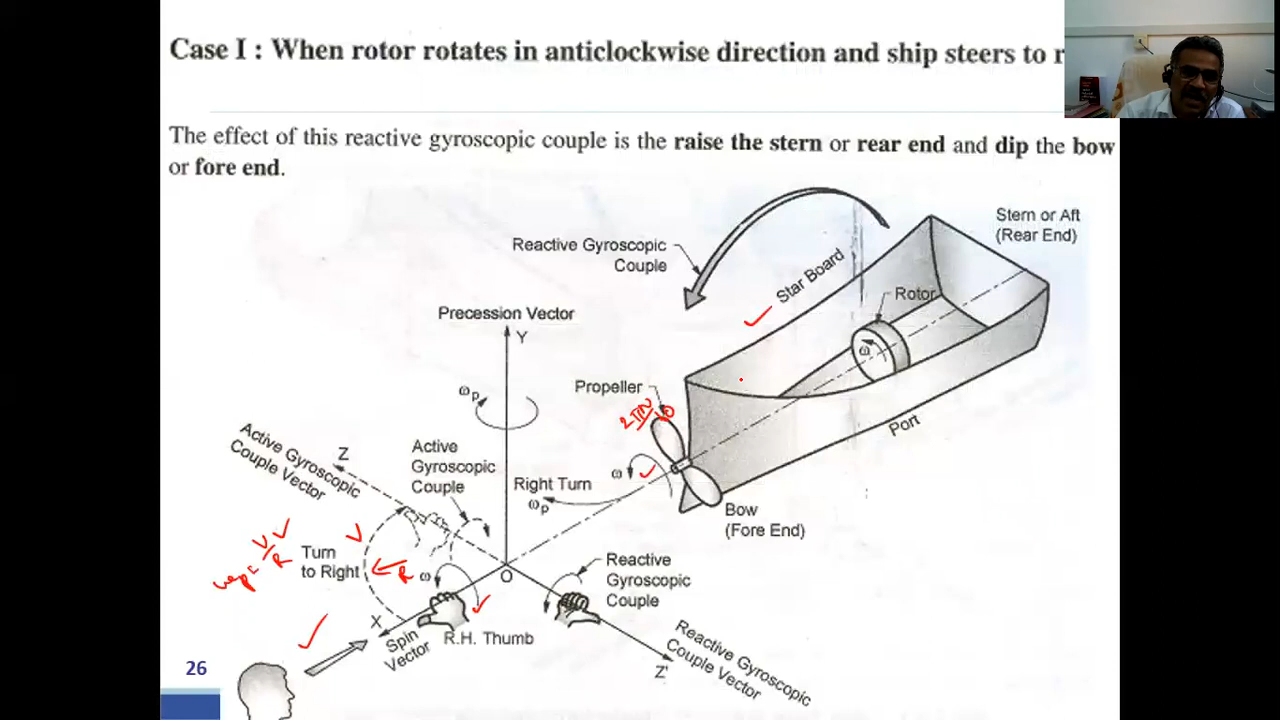 Case I : When rotor rotates in anticlockwise direction and ship steers to r
The effect of this reactive gyroscopic couple is the raise the stern or rear end and dip the bow
or fore end.
Stern or Aft
(Rear End)
Reactive Gyroscopic
Couple
Star Board
Rotor
ω
Precession Vector
Y
Propeller
2πN
60
Port
ωp
Active Gyroscopic
Couple Vector
Z
Active
Gyroscopic
Couple
Right Turn
ωp
ω
Bow
(Fore End)
V
ωp = V/R
Turn
to Right
R
ω
O
Reactive
Gyroscopic
Couple
X
Spin
Vector
R.H. Thumb
Reactive Gyroscopic
Couple Vector
Z'
26